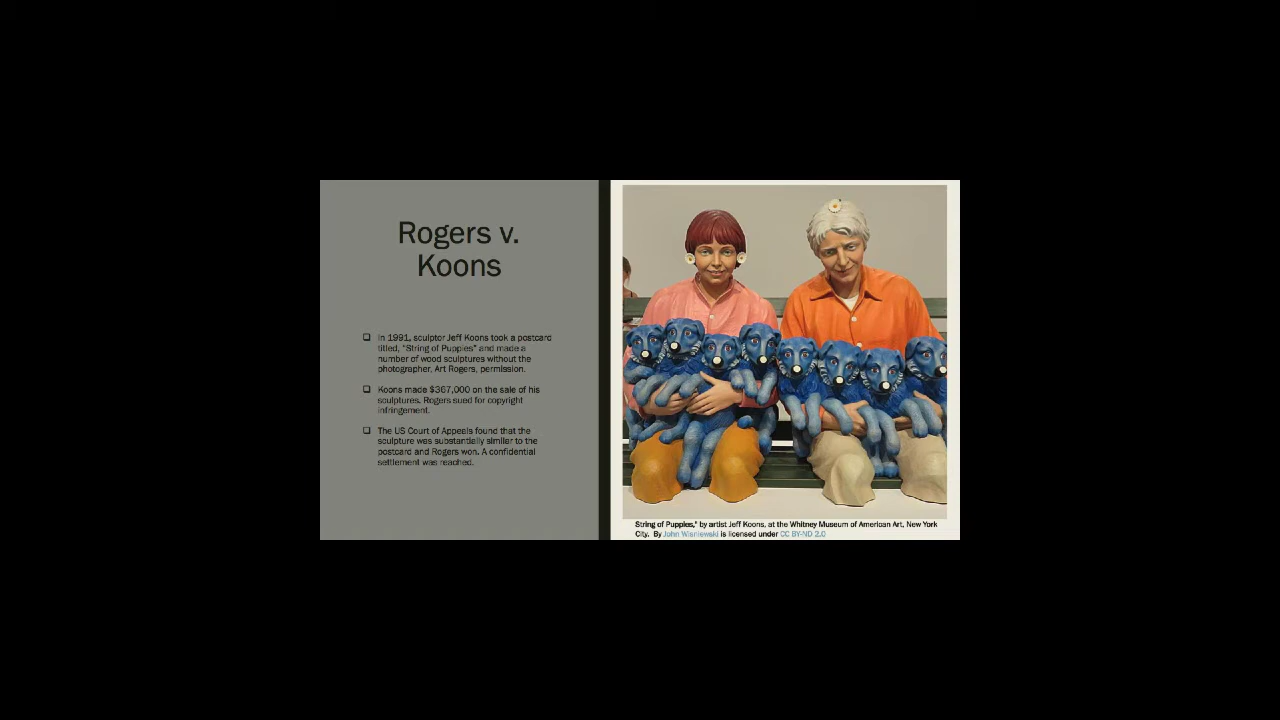 Rogers v.
Koons
In 1991, sculptor Jeff Koons took a postcard
titled, "String of Puppies" and made a
number of wood sculptures without the
photographer, Art Rogers, permission.
Koons made $367,000 on the sale of his
sculptures. Rogers sued for copyright
infringement.
The US Court of Appeals found that the
sculpture was substantially similar to the
postcard and Rogers won. A confidential
settlement was reached.
String of Puppies," by artist Jeff Koons, at the Whitney Museum of American Art, New York
City. By John Wisniewski is licensed under CC BY-ND 2.0